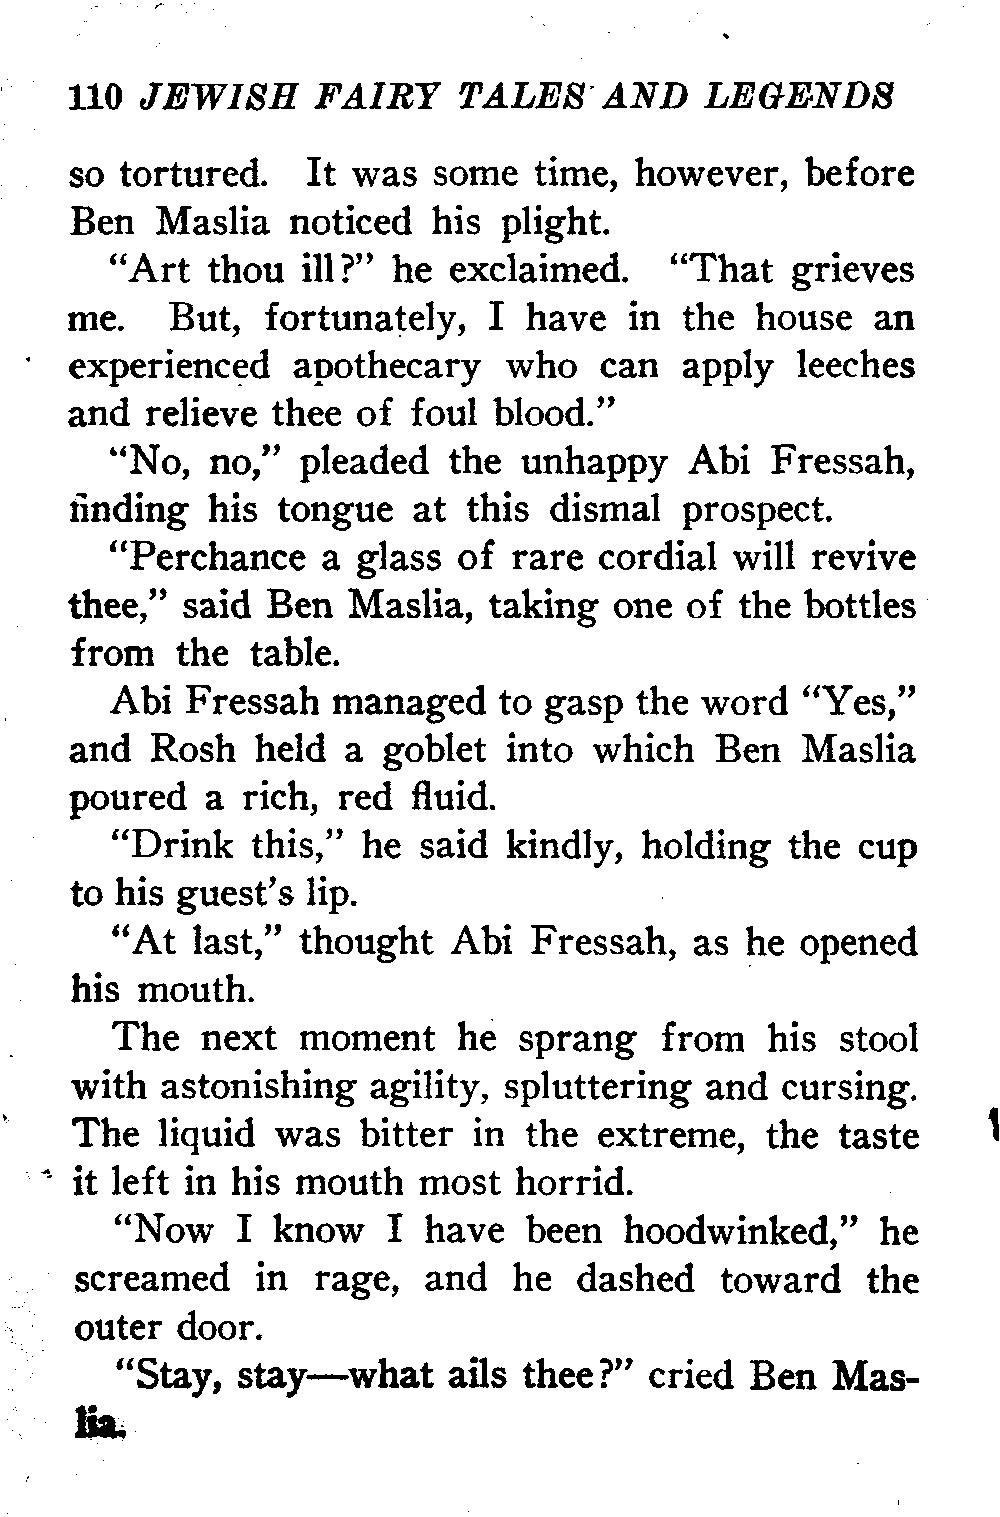 110 JEWISH FAIRY TALES AND LEGENDS
so tortured. It was some time, however, before
Ben Maslia noticed his plight.
"Art thou ill?" he exclaimed. "That grieves
me. But, fortunately, I have in the house an
experienced apothecary who can apply leeches
and relieve thee of foul blood."
"No, no," pleaded the unhappy Abi Fressah,
finding his tongue at this dismal prospect.
"Perchance a glass of rare cordial will revive
thee," said Ben Maslia, taking one of the bottles
from the table.
Abi Fressah managed to gasp the word "Yes,"
and Rosh held a goblet into which Ben Maslia
poured a rich, red fluid.
"Drink this," he said kindly, holding the cup
to his guest's lip.
"At last," thought Abi Fressah, as he opened
his mouth.
The next moment he sprang from his stool
with astonishing agility, spluttering and cursing.
The liquid was bitter in the extreme, the taste
it left in his mouth most horrid.
"Now I know I have been hoodwinked," he
screamed in rage, and he dashed toward the
outer door.
"Stay, stay—what ails thee?" cried Ben Mas-
lia.